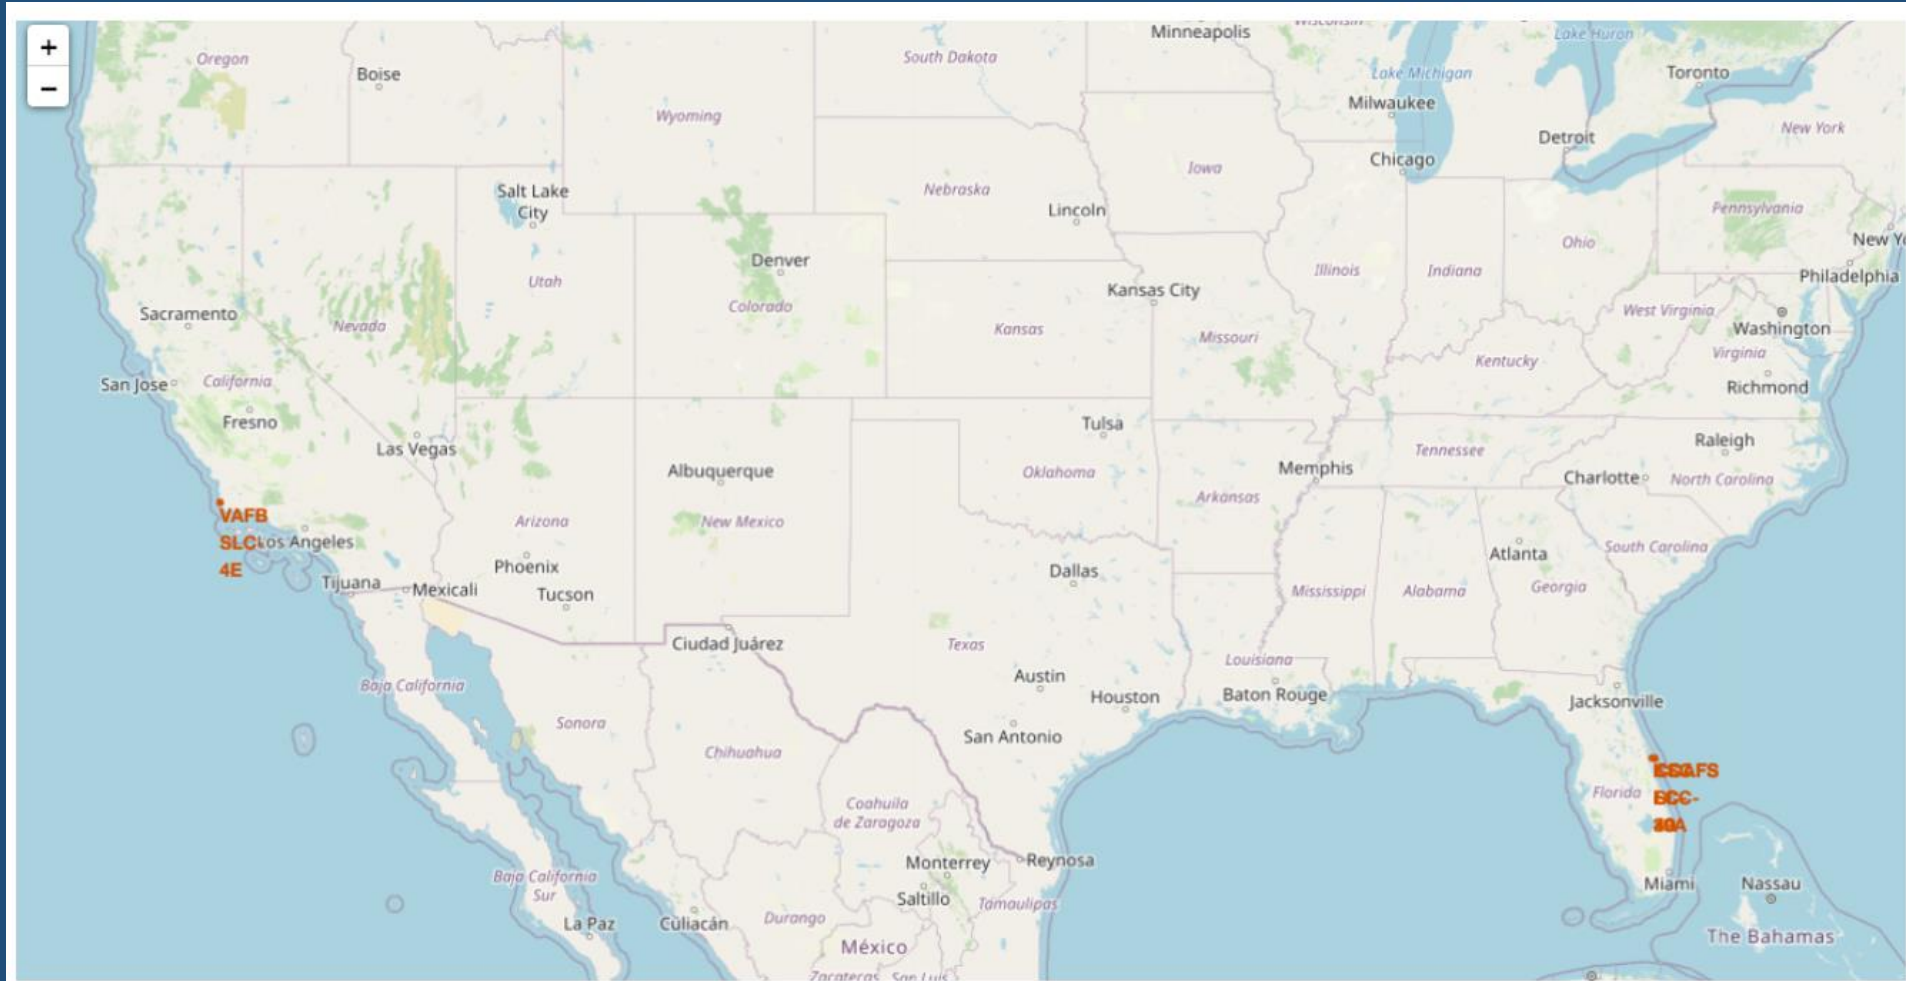 +
−
Oregon
Boise
South Dakota
Minneapolis
Wisconsin
Lake Huron
Lake Michigan
Toronto
Wyoming
Milwaukee
Detroit
New York
Chicago
Iowa
Salt Lake
City
Nebraska
Lincoln
Pennsylvania
Ohio
New Y
Denver
Utah
Illinois
Indiana
Philadelphia
Kansas City
Colorado
Sacramento
Nevada
West Virginia
Kansas
Missouri
Washington
Virginia
Kentucky
San Jose
California
Richmond
Fresno
Tulsa
Las Vegas
Raleigh
Tennessee
Albuquerque
Oklahoma
Memphis
Charlotte
North Carolina
Arkansas
VAFB
SLC-
4E
Los Angeles
Arizona
New Mexico
South Carolina
Atlanta
Phoenix
Dallas
Tijuana
Mexicali
Tucson
Mississippi
Alabama
Georgia
Ciudad Juárez
Texas
Louisiana
Austin
Baja California
Houston
Baton Rouge
Jacksonville
Sonora
San Antonio
Chihuahua
Florida
Coahuila
de Zaragoza
Monterrey
Reynosa
Baja California
Sur
Saltillo
Tamaulipas
Miami
Nassau
La Paz
Culiacán
Durango
México
The Bahamas
Zacatecas
San Luis